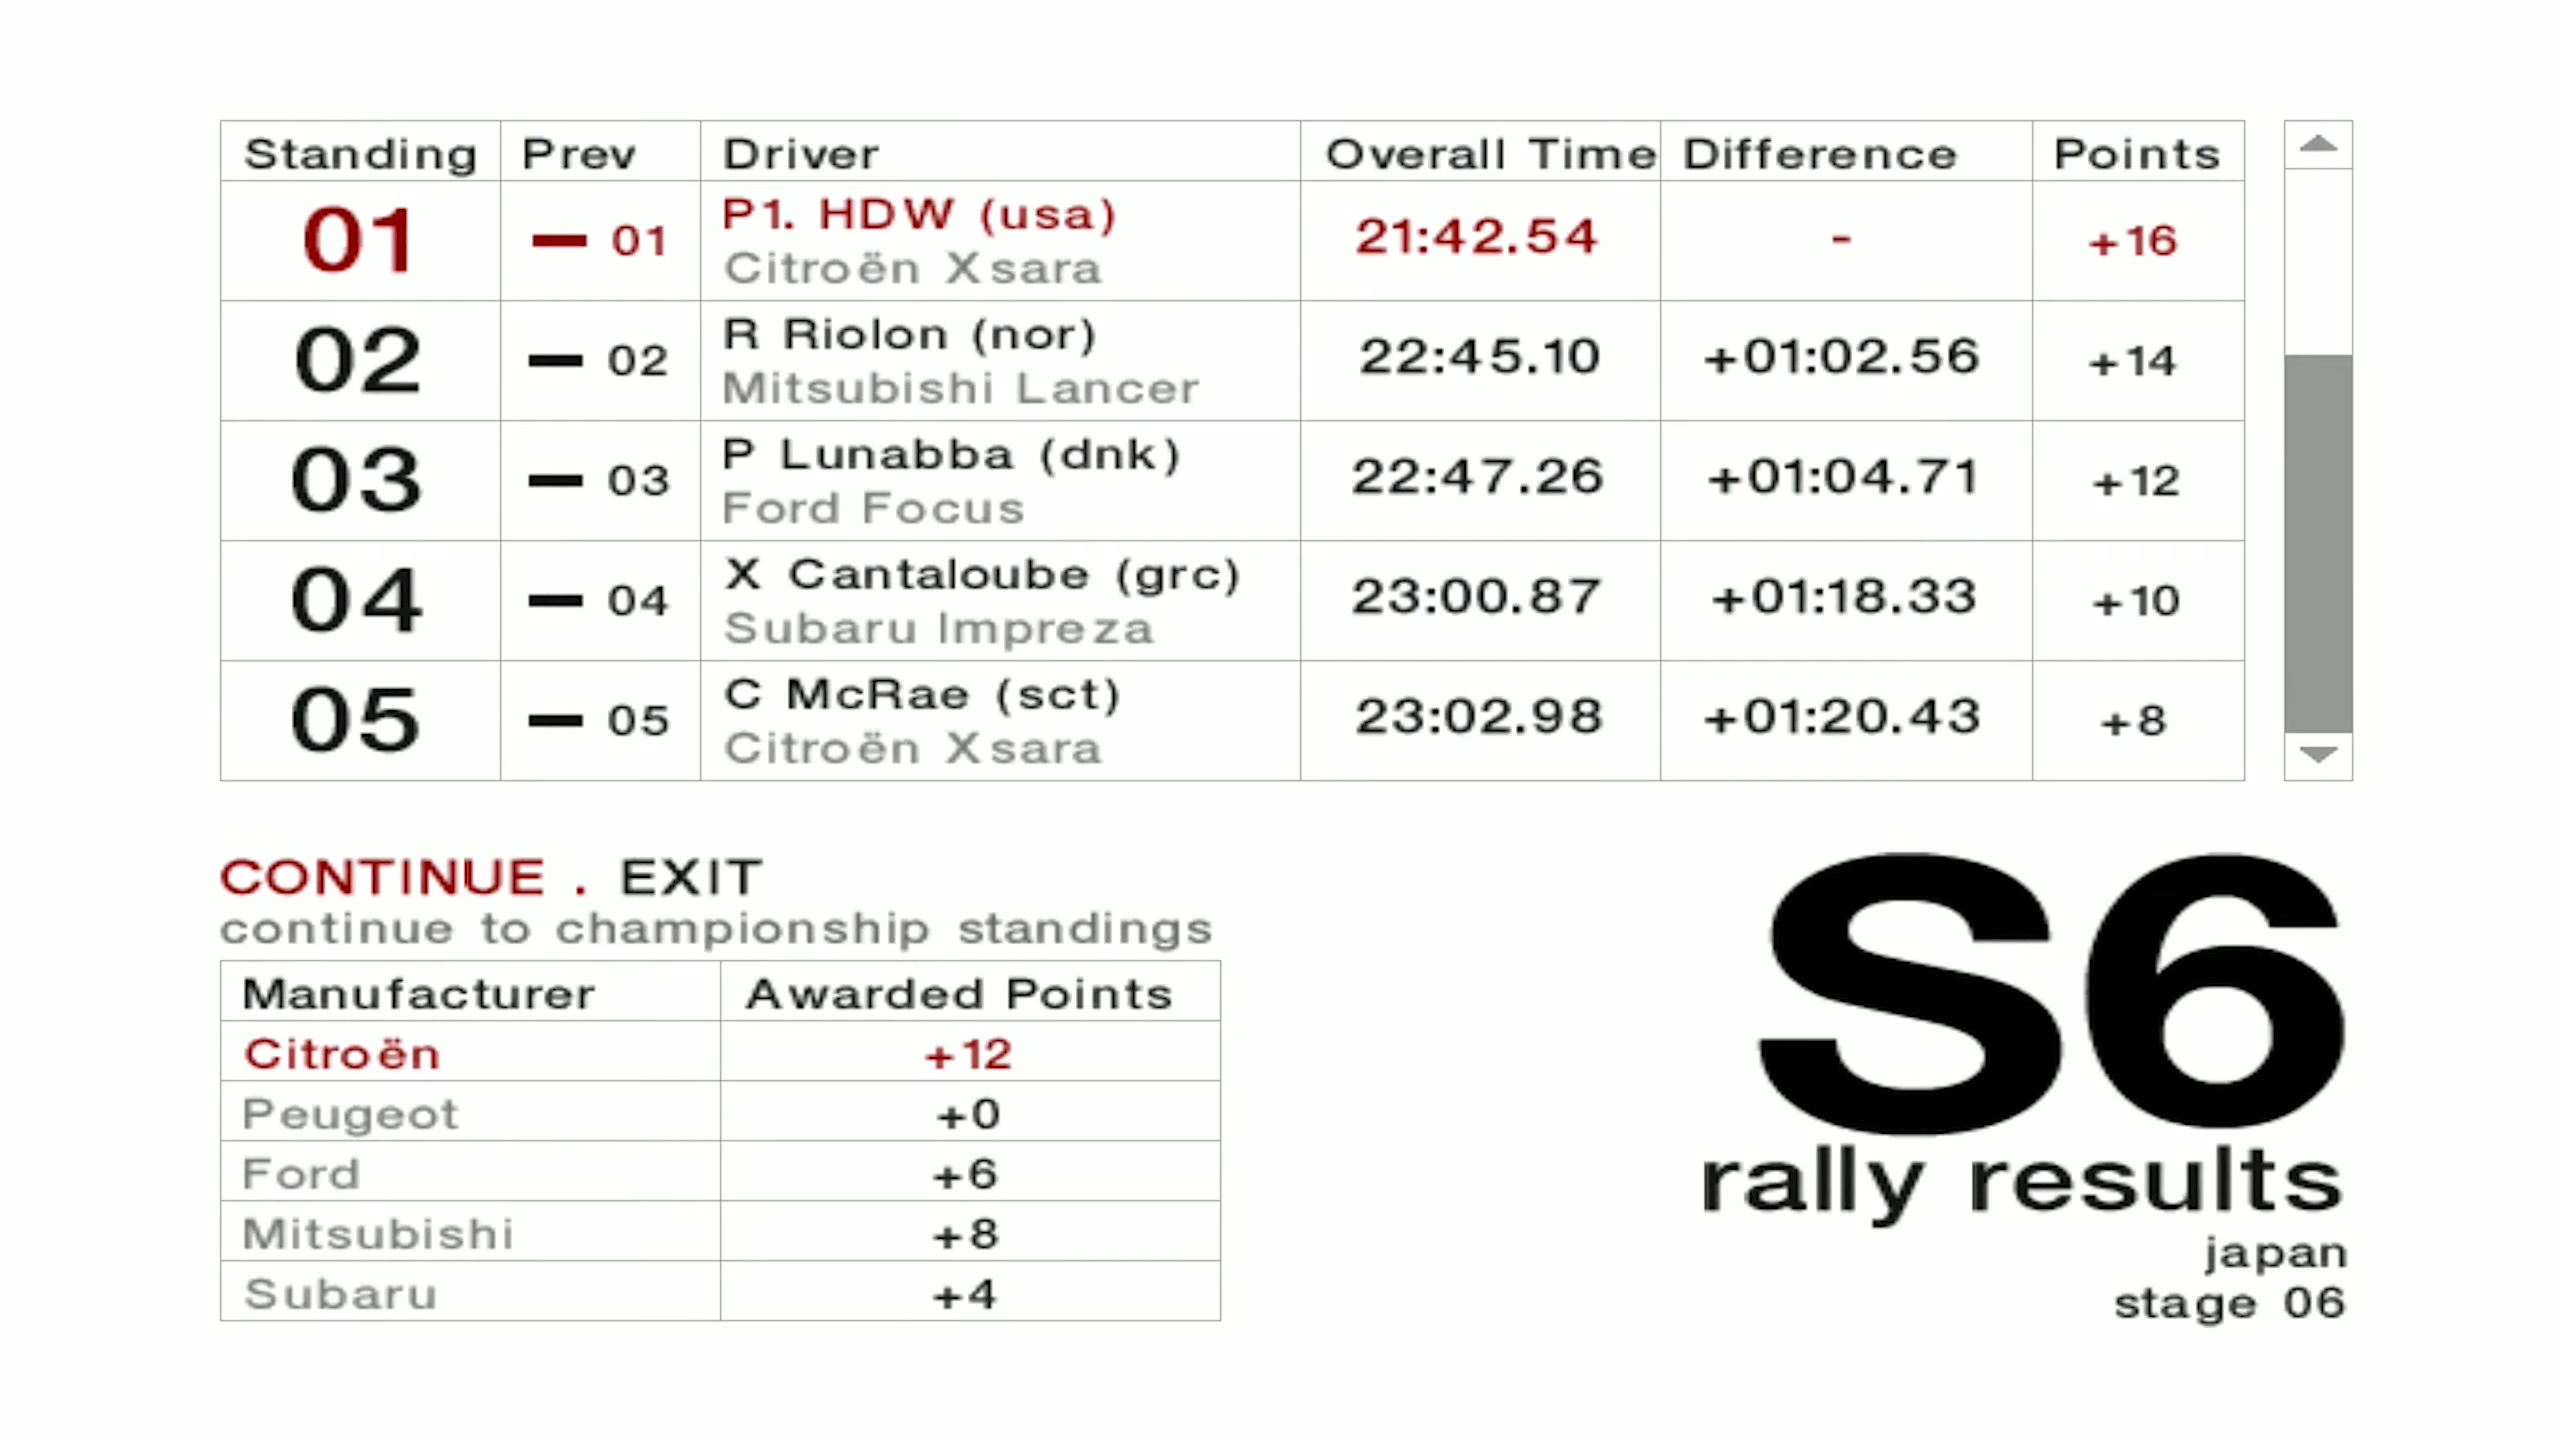 Standing Prev Driver Overall Time Difference Points
01 — 01 P1. HDW (usa) 21:42.54 - +16
Citroën Xsara
02 — 02 R Riolon (nor) 22:45.10 +01:02.56 +14
Mitsubishi Lancer
03 — 03 P Lunabba (dnk) 22:47.26 +01:04.71 +12
Ford Focus
04 — 04 X Cantaloube (grc) 23:00.87 +01:18.33 +10
Subaru Impreza
05 — 05 C McRae (sct) 23:02.98 +01:20.43 +8
Citroën Xsara
CONTINUE . EXIT
continue to championship standings
Manufacturer Awarded Points
Citroën +12
Peugeot +0
Ford +6
Mitsubishi +8
Subaru +4
S6
rally results
japan
stage 06